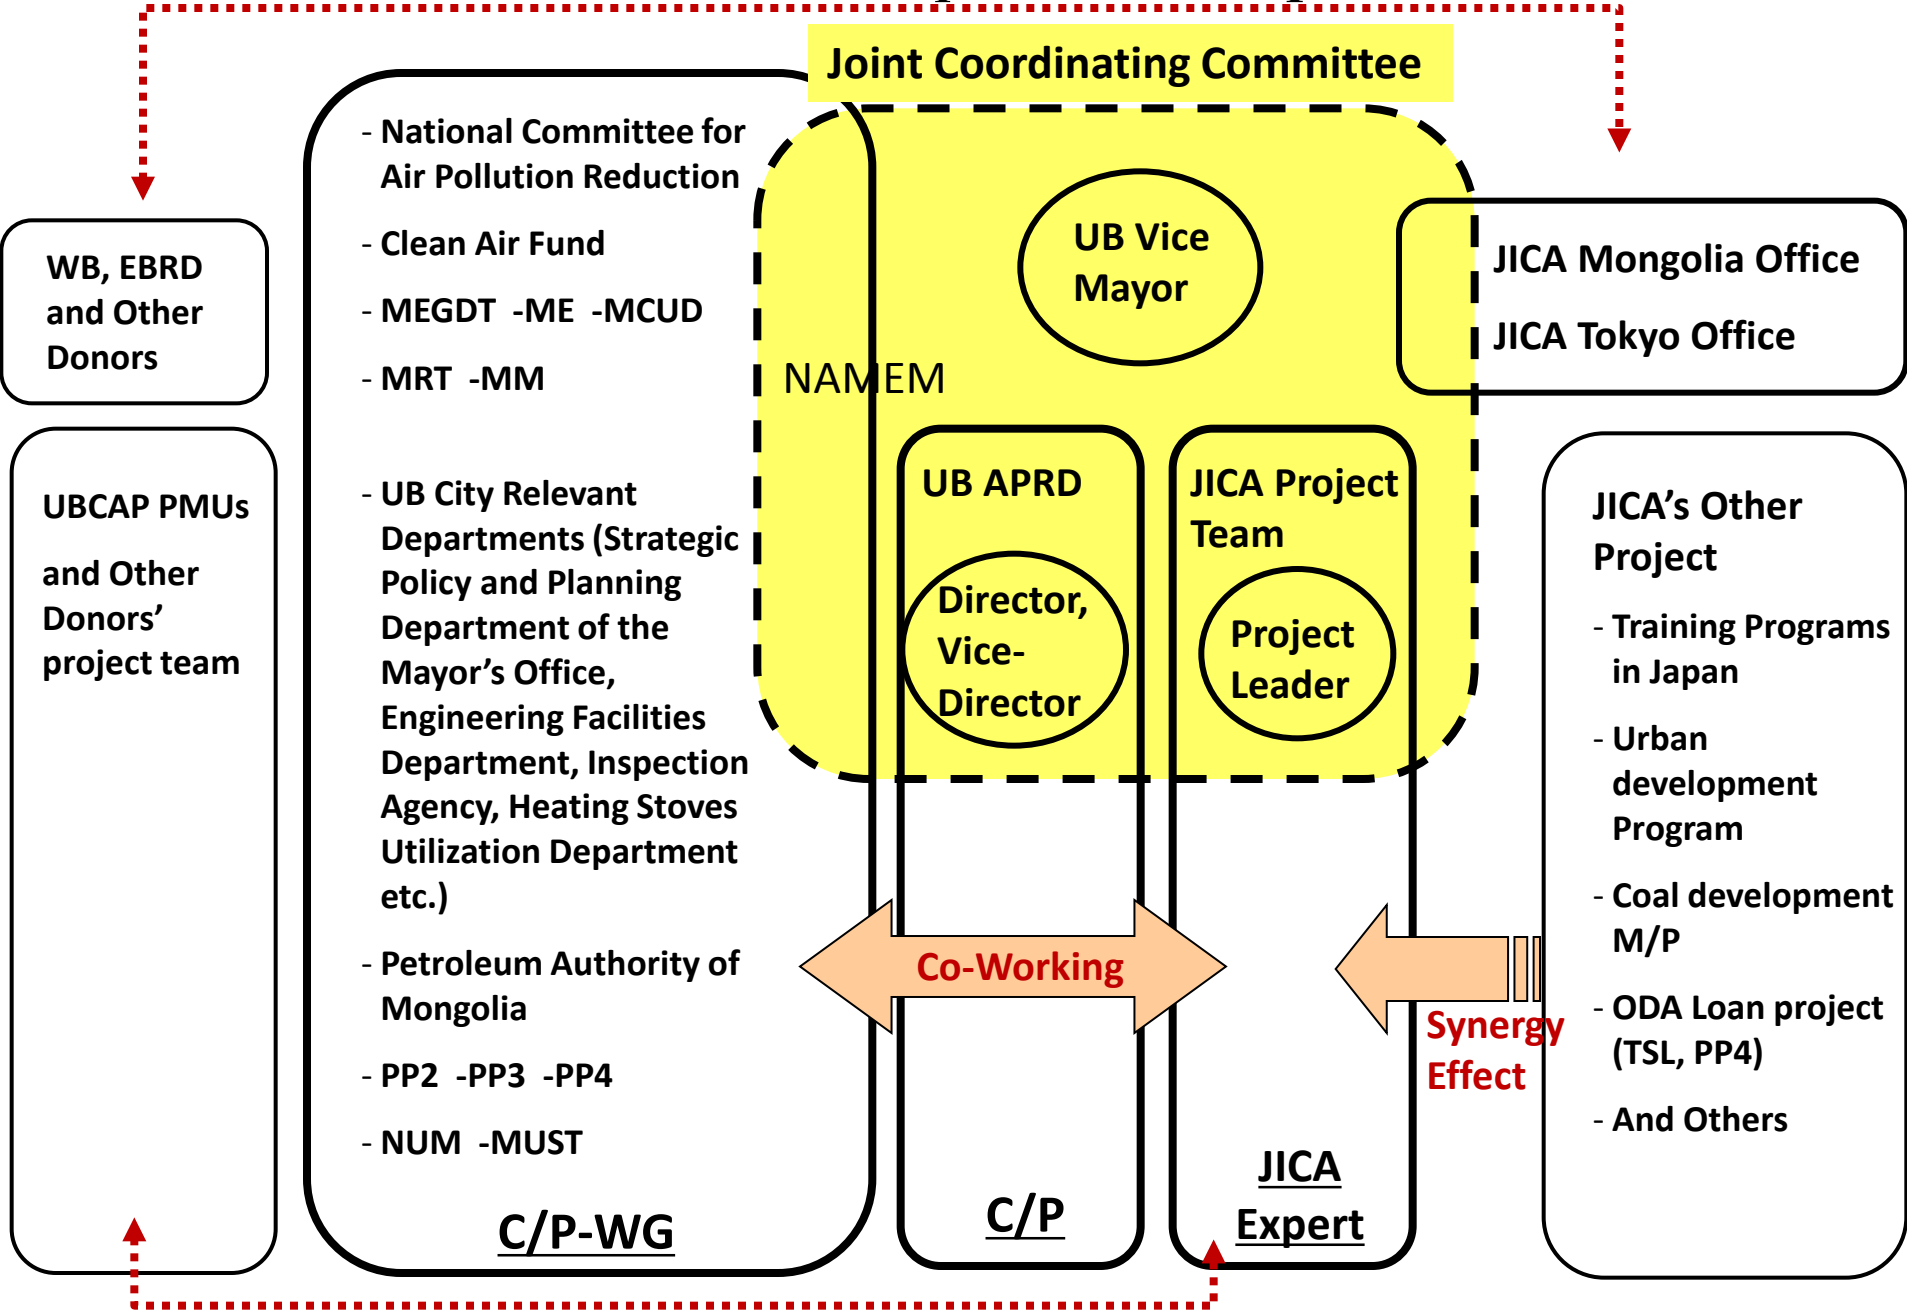 Joint Coordinating Committee
- National Committee for
Air Pollution Reduction
- Clean Air Fund
- MEGDT -ME -MCUD
- MRT -MM
- UB City Relevant
Departments (Strategic
Policy and Planning
Department of the
Mayor's Office,
Engineering Facilities
Department, Inspection
Agency, Heating Stoves
Utilization Department
etc.)
- Petroleum Authority of
Mongolia
- PP2 -PP3 -PP4
- NUM -MUST
C/P-WG
WB, EBRD
and Other
Donors
UBCAP PMUs
and Other
Donors'
project team
NAMEM
UB Vice
Mayor
UB APRD
Director,
Vice-
Director
C/P
JICA Project
Team
Project
Leader
JICA
Expert
Co-Working
Synergy
Effect
JICA Mongolia Office
JICA Tokyo Office
JICA's Other
Project
- Training Programs
in Japan
- Urban
development
Program
- Coal development
M/P
- ODA Loan project
(TSL, PP4)
- And Others